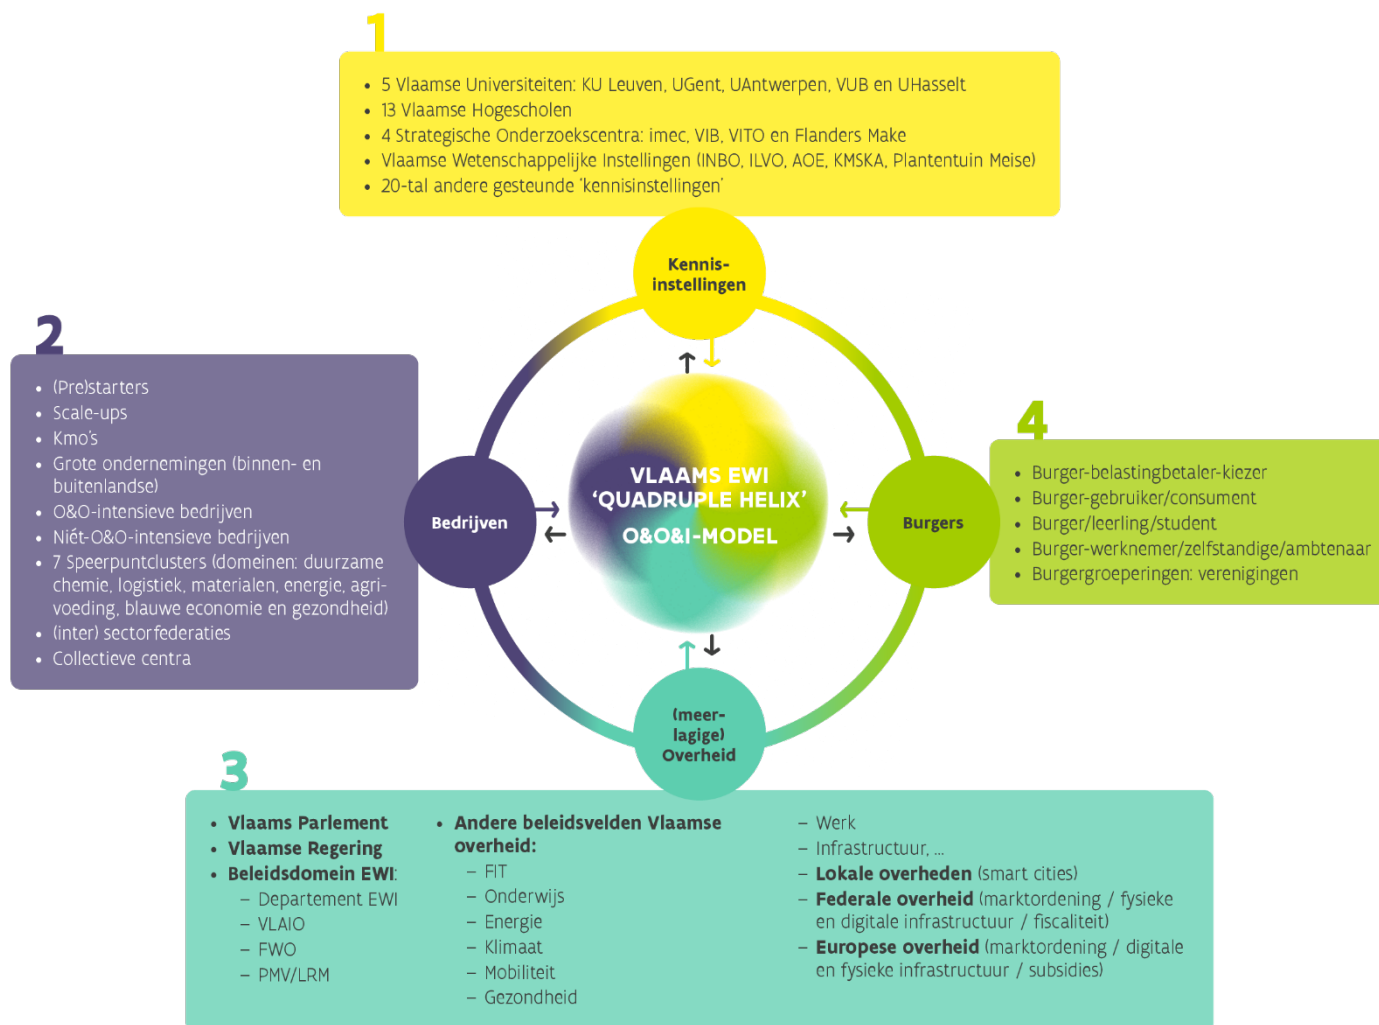 1
• 5 Vlaamse Universiteiten: KU Leuven, UGent, UAntwerpen, VUB en UHasselt
• 13 Vlaamse Hogescholen
• 4 Strategische Onderzoekscentra: imec, VIB, VITO en Flanders Make
• Vlaamse Wetenschappelijke Instellingen (INBO, ILVO, AOE, KMSKA, Plantentuin Meise)
• 20-tal andere gesteunde ‘kennisinstellingen’
Kennis-
instellingen
2
• (Pre)starters
• Scale-ups
• Kmo’s
• Grote ondernemingen (binnen- en
buitenlandse)
• O&O-intensieve bedrijven
• Niét-O&O-intensieve bedrijven
• 7 Speerpuntclusters (domeinen: duurzame
chemie, logistiek, materialen, energie, agri-
voeding, blauwe economie en gezondheid)
• (inter) sectorfederaties
• Collectieve centra
Bedrijven
VLAAMS EWI
‘QUADRUPLE HELIX’
O&O&I-MODEL
Burgers
4
• Burger-belastingbetaler-kiezer
• Burger-gebruiker/consument
• Burger/leerling/student
• Burger-werknemer/zelfstandige/ambtenaar
• Burgergroeperingen: verenigingen
(meer-
lagige)
Overheid
3
• Vlaams Parlement
• Vlaamse Regering
• Beleidsdomein EWI:
– Departement EWI
– VLAIO
– FWO
– PMV/LRM
• Andere beleidsvelden Vlaamse
overheid:
– FIT
– Onderwijs
– Energie
– Klimaat
– Mobiliteit
– Gezondheid
– Werk
– Infrastructuur, ...
– Lokale overheden (smart cities)
– Federale overheid (marktordening / fysieke
en digitale infrastructuur / fiscaliteit)
– Europese overheid (marktordening / digitale
en fysieke infrastructuur / subsidies)